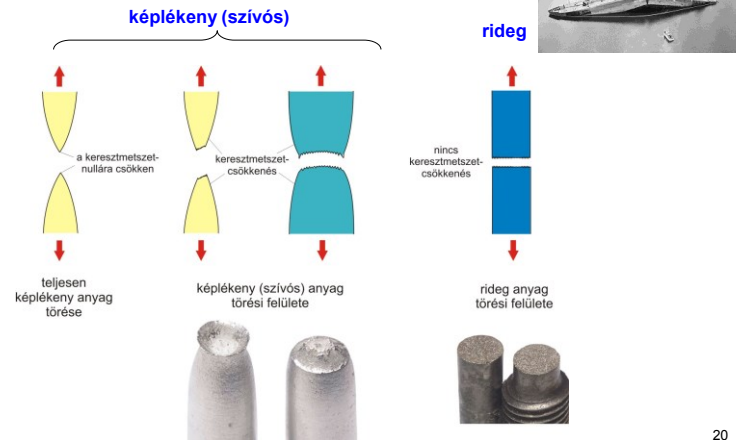 képlékeny (szívós)
rideg
a keresztmetszet-
nullára csökken
keresztmetszet-
csökkenés
nincs
keresztmetszet-
csökkenés
teljesen
képlékeny anyag
törése
képlékeny (szívós) anyag
törési felülete
rideg anyag
törési felülete
20